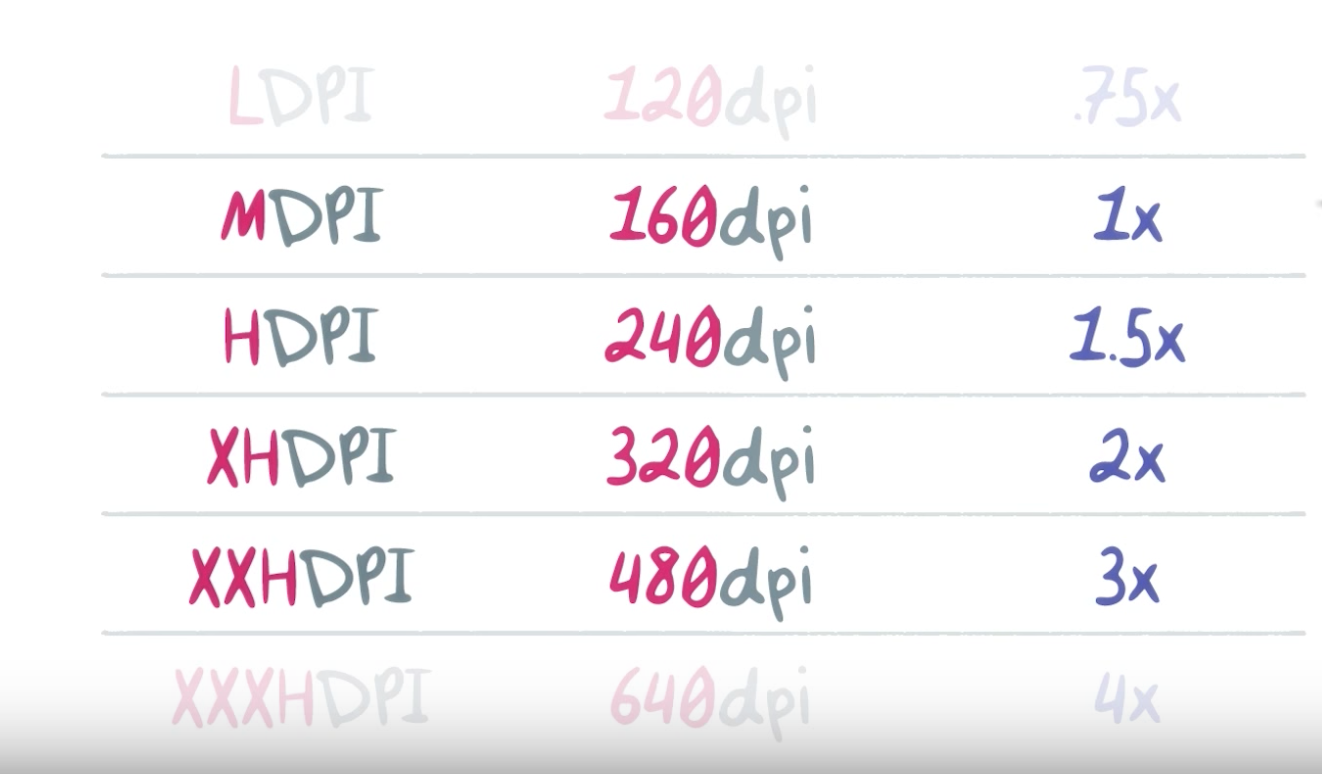 LDPI 120dpi .75x
MDPI 160dpi 1x
HDPI 240dpi 1.5x
XHDPI 320dpi 2x
XXHDPI 480dpi 3x
XXXHDPI 640dpi 4x